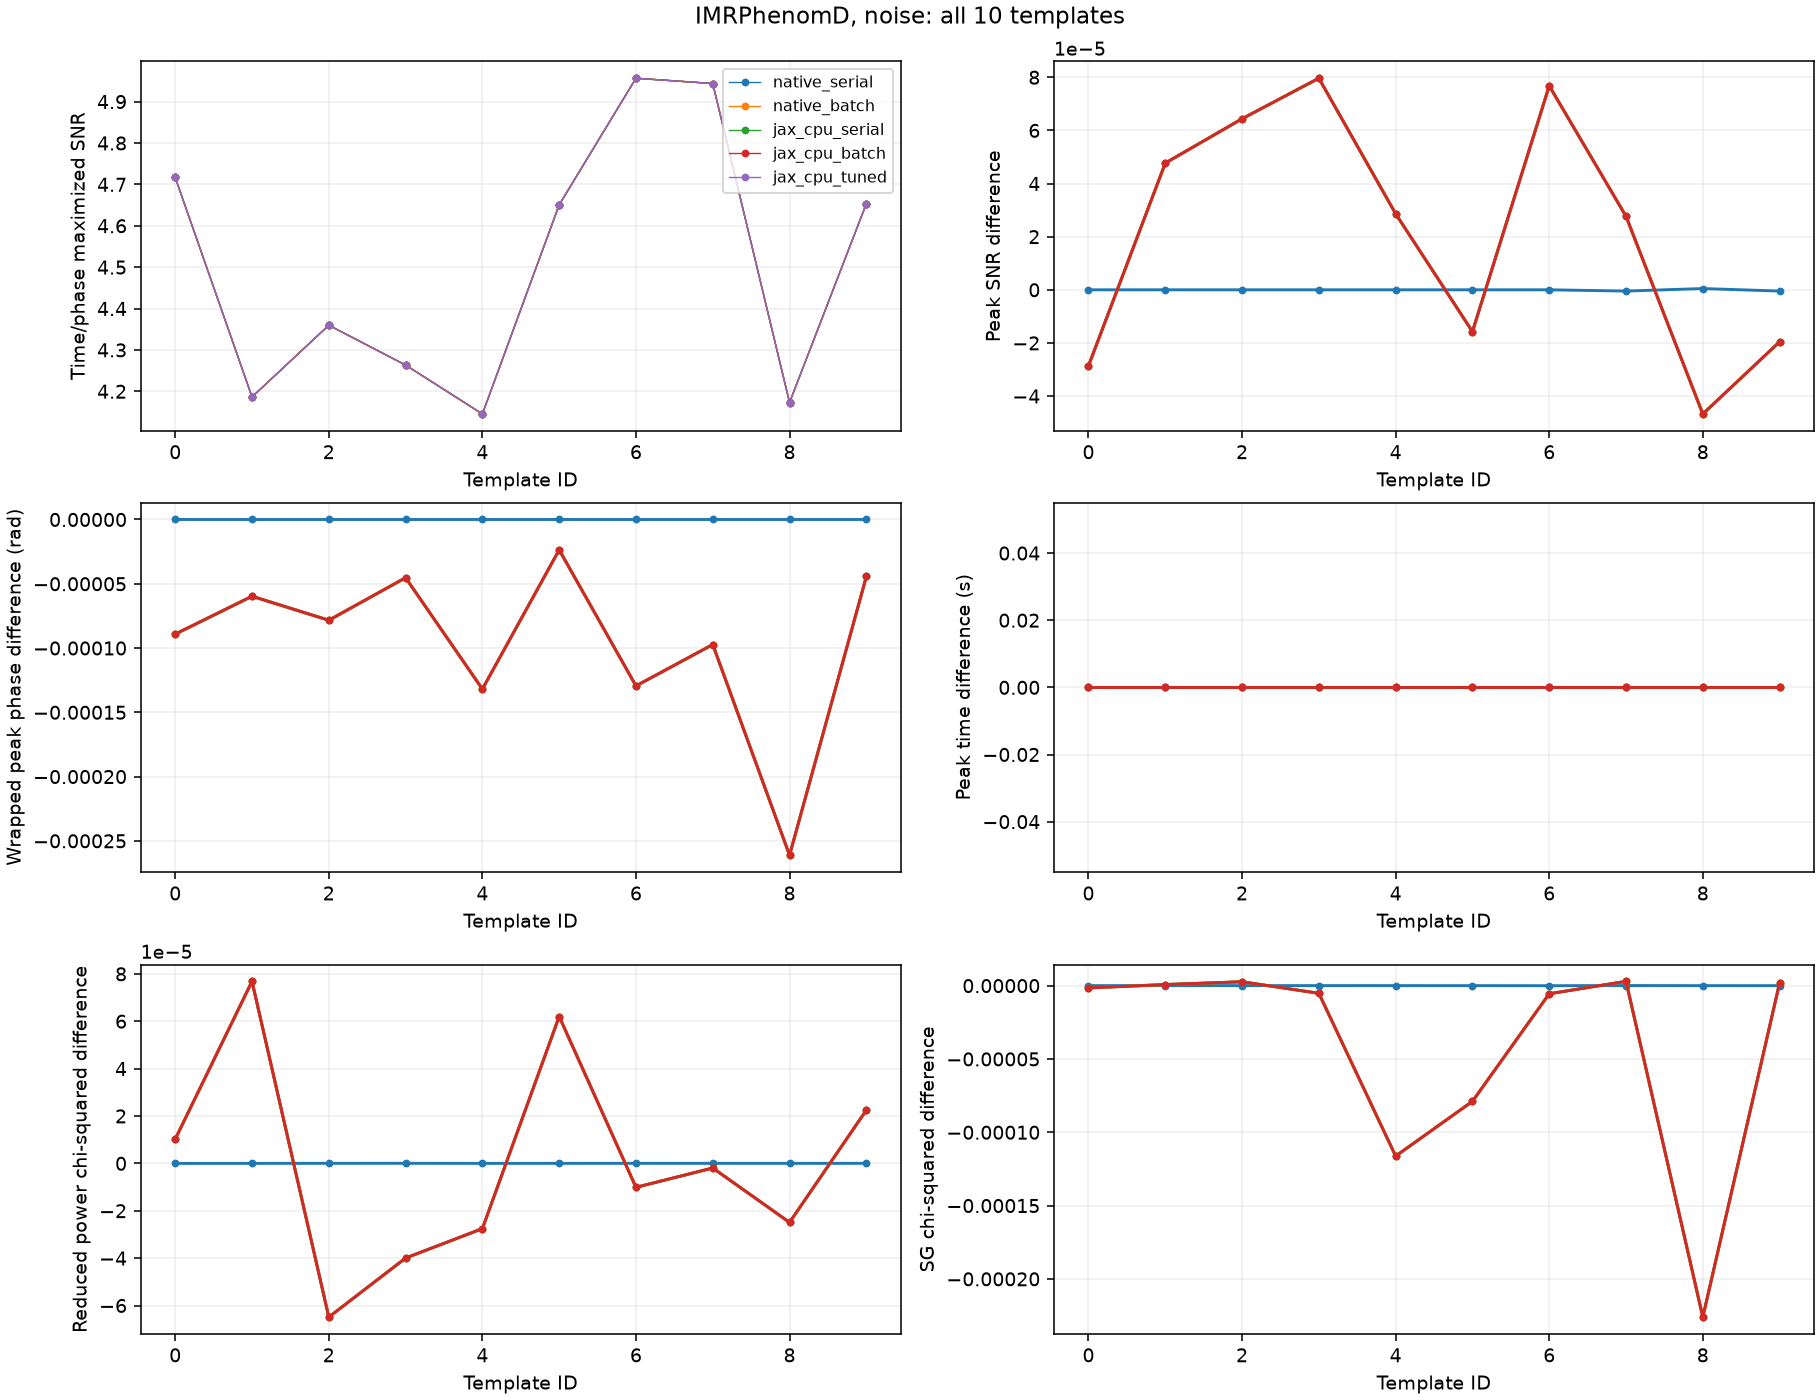 IMRPhenomD, noise: all 10 templates
Time/phase maximized SNR
4.9
4.8
4.7
4.6
4.5
4.4
4.3
4.2
native_serial
native_batch
jax_cpu_serial
jax_cpu_batch
jax_cpu_tuned
0 2 4 6 8
Template ID
1e−5
Peak SNR difference
8
6
4
2
0
−2
−4
0 2 4 6 8
Template ID
Wrapped peak phase difference (rad)
0.00000
−0.00005
−0.00010
−0.00015
−0.00020
−0.00025
0 2 4 6 8
Template ID
Peak time difference (s)
0.04
0.02
0.00
−0.02
−0.04
0 2 4 6 8
Template ID
1e−5
Reduced power chi-squared difference
8
6
4
2
0
−2
−4
−6
0 2 4 6 8
Template ID
SG chi-squared difference
0.00000
−0.00005
−0.00010
−0.00015
−0.00020
0 2 4 6 8
Template ID